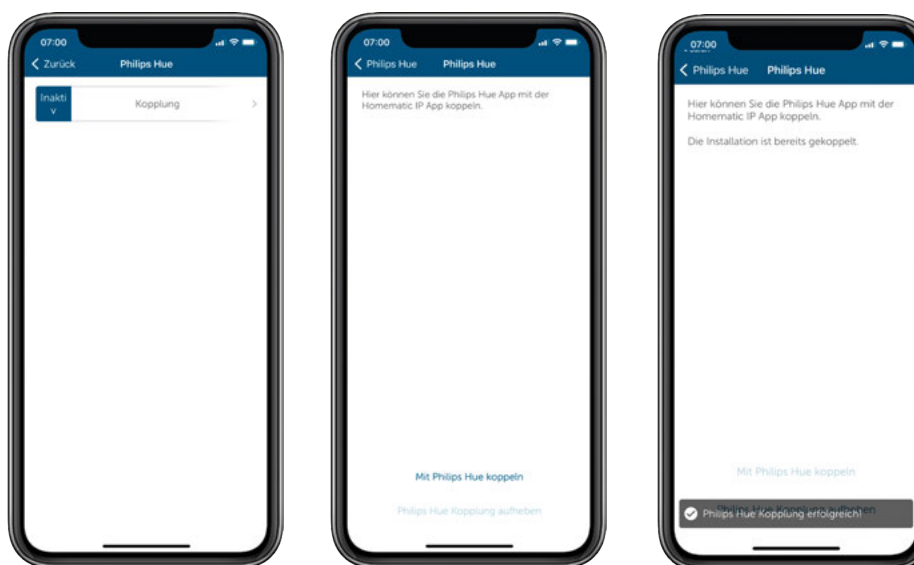 07:00
Zurück
Philips Hue
Inakti
v
Kopplung
07:00
Philips Hue
Philips Hue
Hier können Sie die Philips Hue App mit der
Homematic IP App koppeln.
Mit Philips Hue koppeln
Philips Hue Kopplung aufheben
07:00
Philips Hue
Philips Hue
Hier können Sie die Philips Hue App mit der
Homematic IP App koppeln.
Die Installation ist bereits gekoppelt.
Mit Philips Hue koppeln
Philips Hue Kopplung erfolgreich!